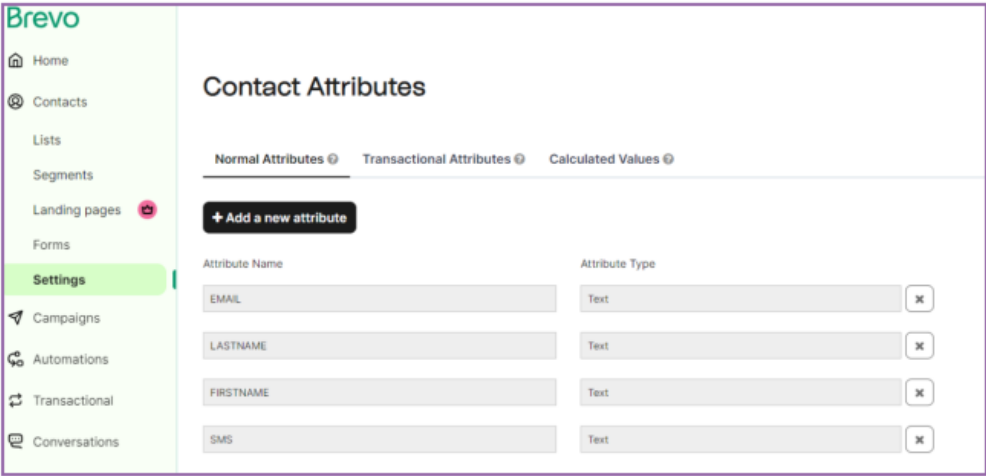 Brevo
Home
Contacts
Lists
Segments
Landing pages
Forms
Settings
Campaigns
Automations
Transactional
Conversations
Contact Attributes
Normal Attributes ? Transactional Attributes ? Calculated Values ?
+ Add a new attribute
Attribute Name Attribute Type
EMAIL Text
LASTNAME Text
FIRSTNAME Text
SMS Text